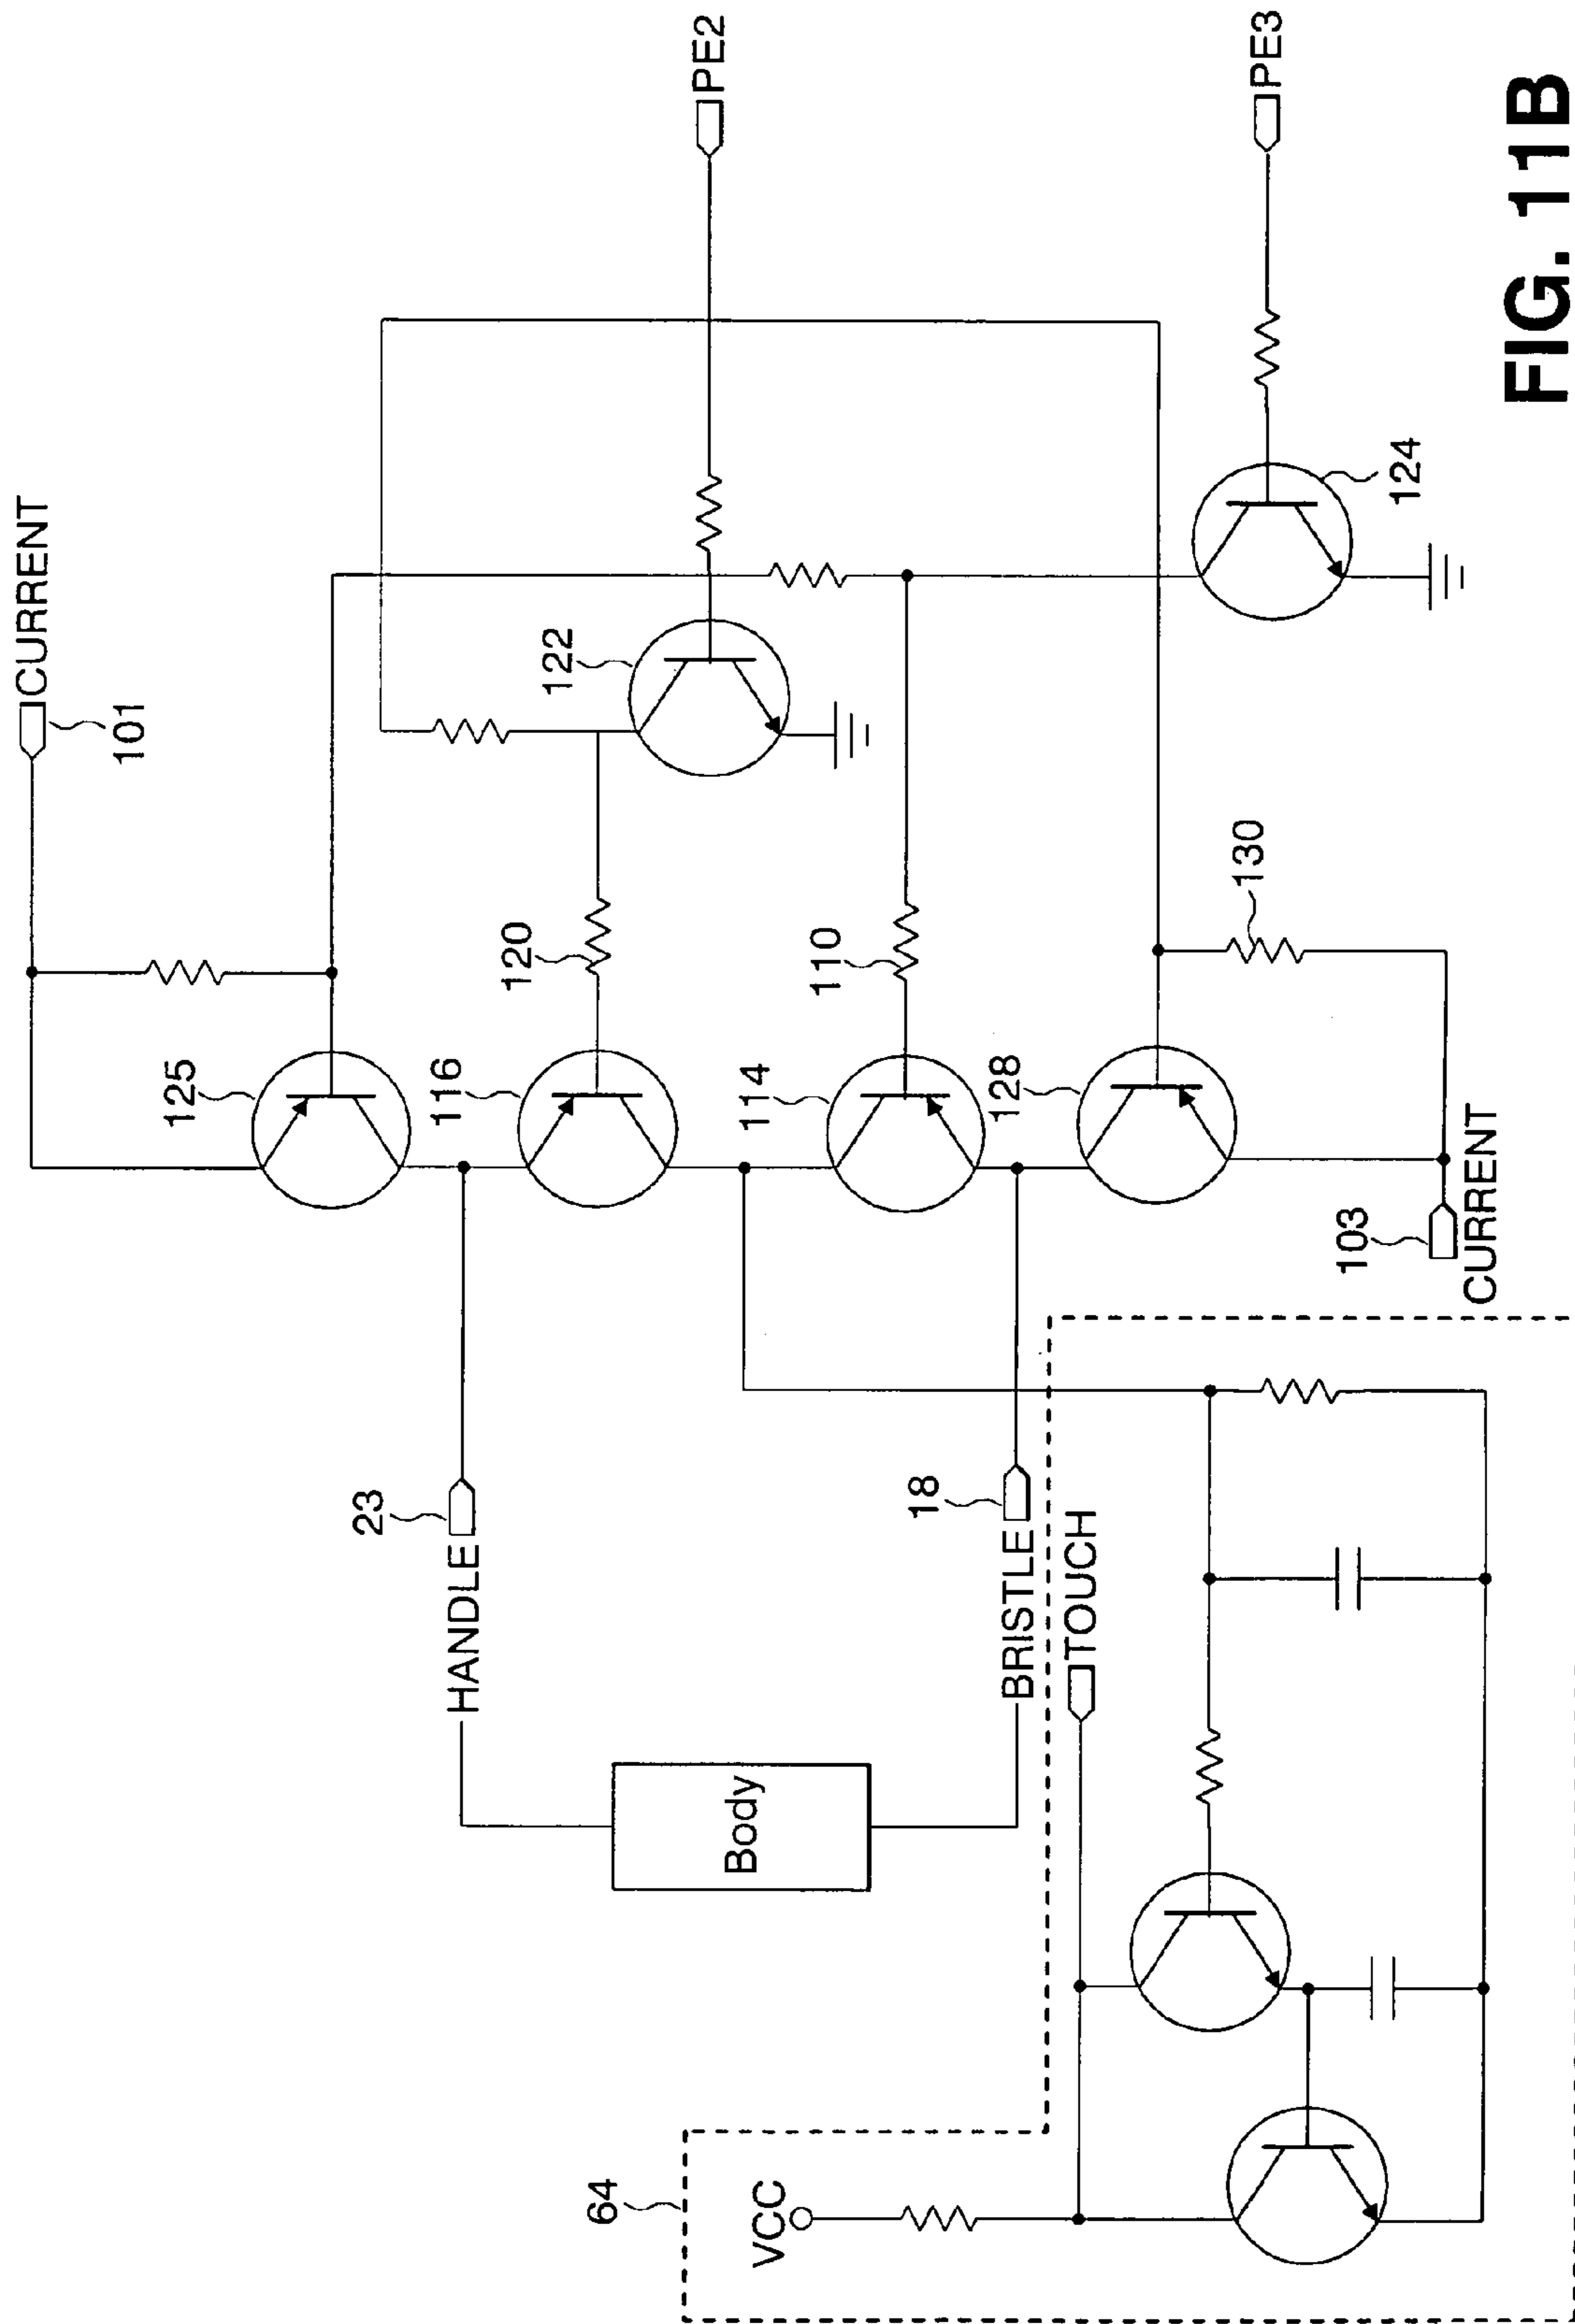 CURRENT
101
PE2
125
122
116
120
HANDLE
23
Body
114
110
128
130
BRISTLE
18
124
PE3
103
CURRENT
64
VCC
TOUCH
FIG. 11B